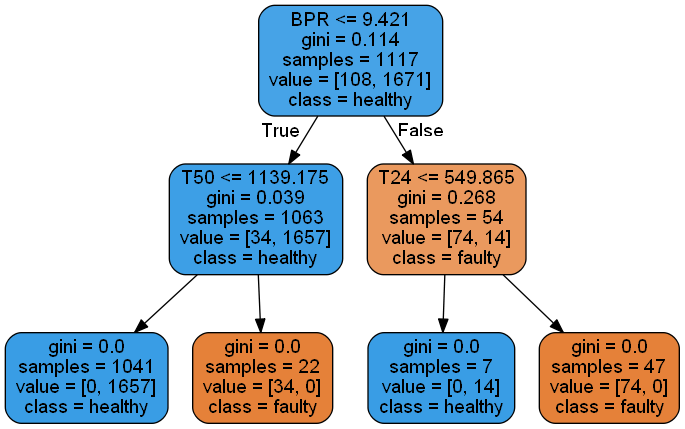 BPR <= 9.421
gini = 0.114
samples = 1117
value = [108, 1671]
class = healthy
True
False
T50 <= 1139.175
gini = 0.039
samples = 1063
value = [34, 1657]
class = healthy
T24 <= 549.865
gini = 0.268
samples = 54
value = [74, 14]
class = faulty
gini = 0.0
samples = 1041
value = [0, 1657]
class = healthy
gini = 0.0
samples = 22
value = [34, 0]
class = faulty
gini = 0.0
samples = 7
value = [0, 14]
class = healthy
gini = 0.0
samples = 47
value = [74, 0]
class = faulty